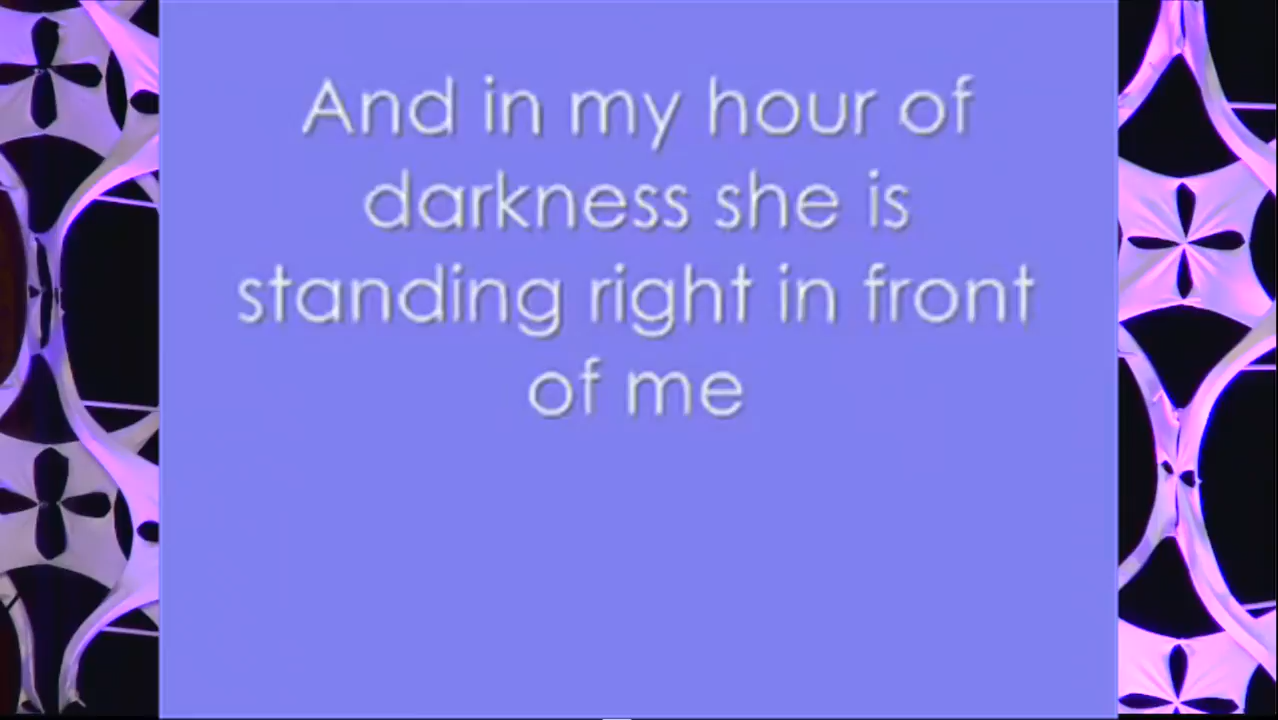 And in my hour of
darkness she is
standing right in front
of me